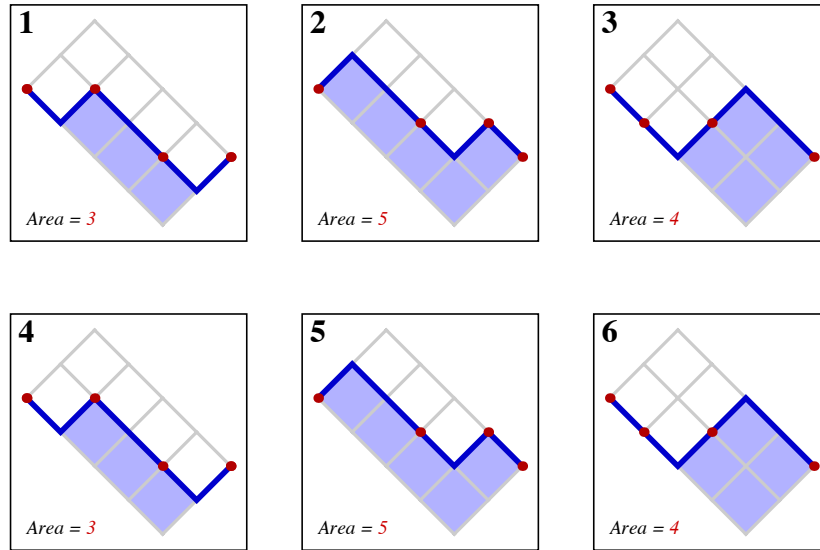 1 2 3
Area = 3 Area = 5 Area = 4
4 5 6
Area = 3 Area = 5 Area = 4